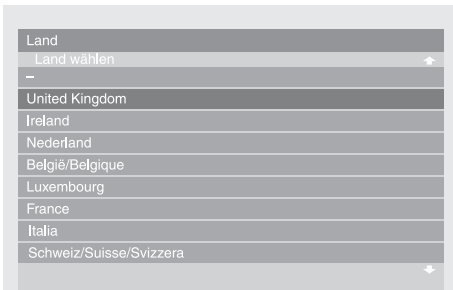 Land
Land wählen
–
United Kingdom
Ireland
Nederland
België/Belgique
Luxembourg
France
Italia
Schweiz/Suisse/Svizzera